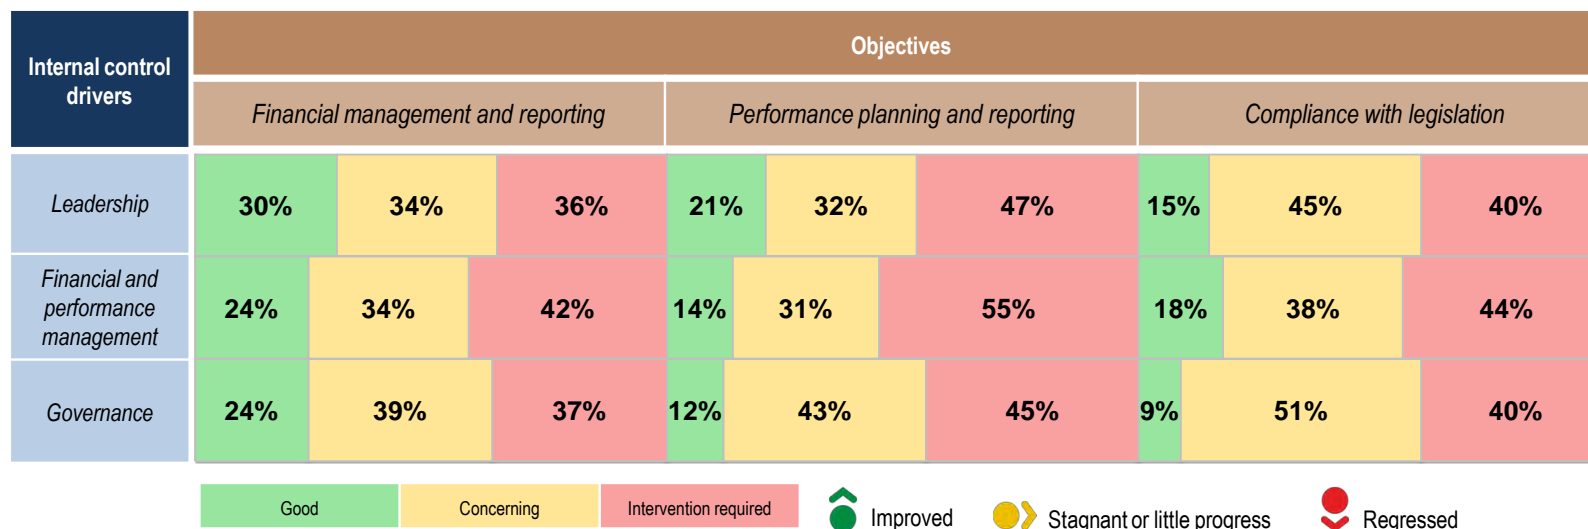 Internal control
drivers
Objectives
Financial management and reporting
Performance planning and reporting
Compliance with legislation
Leadership
30% 34% 36% 21% 32% 47% 15% 45% 40%
Financial and
performance
management
24% 34% 42% 14% 31% 55% 18% 38% 44%
Governance
24% 39% 37% 12% 43% 45% 9% 51% 40%
Good
Concerning
Intervention required
Improved
Stagnant or little progress
Regressed